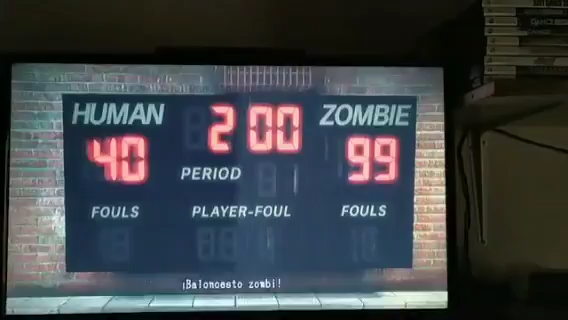 HUMAN 2 00 ZOMBIE
40 99
PERIOD
FOULS PLAYER-FOUL FOULS
¡Baloncesto zombi!